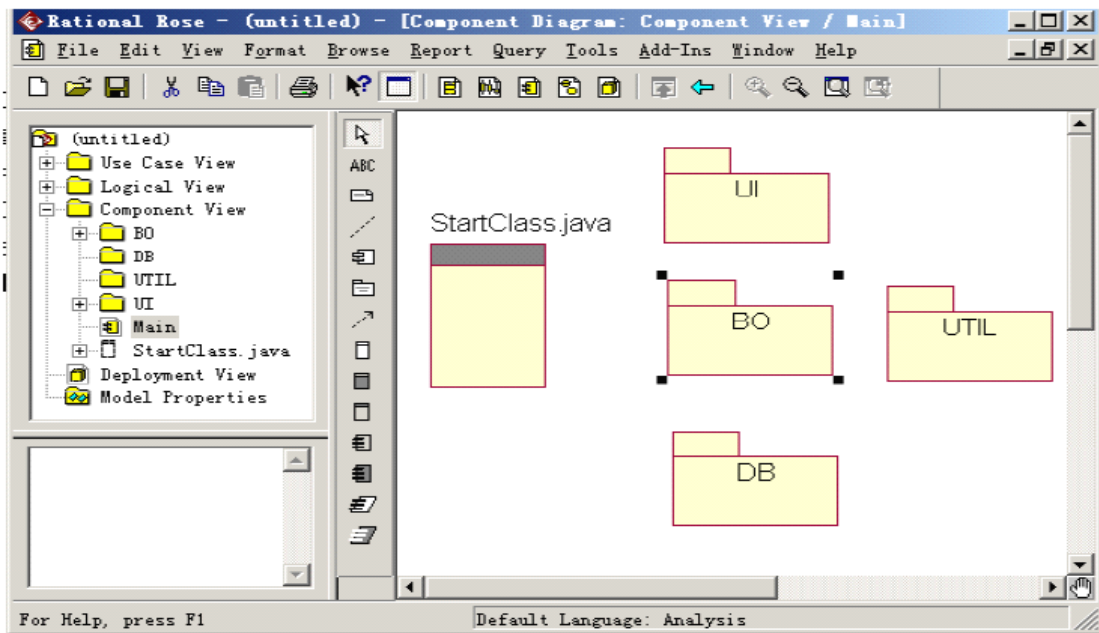 Rational Rose - (untitled) - [Component Diagram: Component View / Main]
File Edit View Format Browse Report Query Tools Add-Ins Window Help
(untitled)
Use Case View
Logical View
Component View
BO
DB
UTIL
UI
Main
StartClass.java
Deployment View
Model Properties
ABC
StartClass.java
UI
BO
UTIL
DB
For Help, press F1
Default Language: Analysis